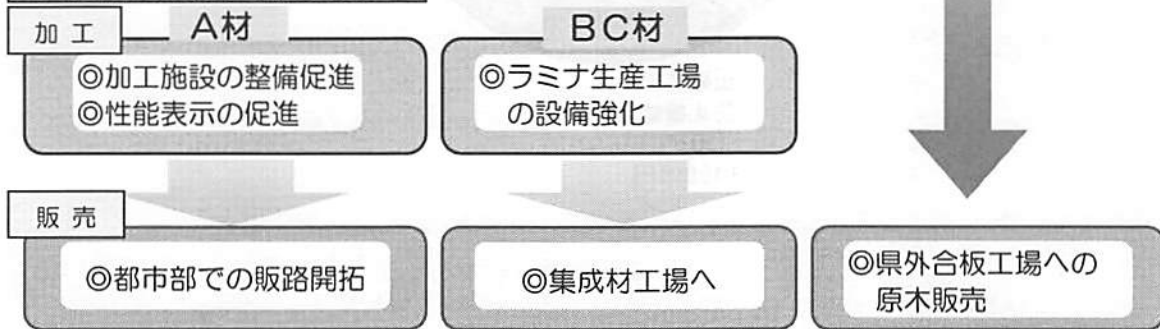 加 工
A材
BC材
◎加工施設の整備促進
◎性能表示の促進
◎ラミナ生産工場
の設備強化
販 売
◎都市部での販路開拓
◎集成材工場へ
◎県外合板工場への
原木販売